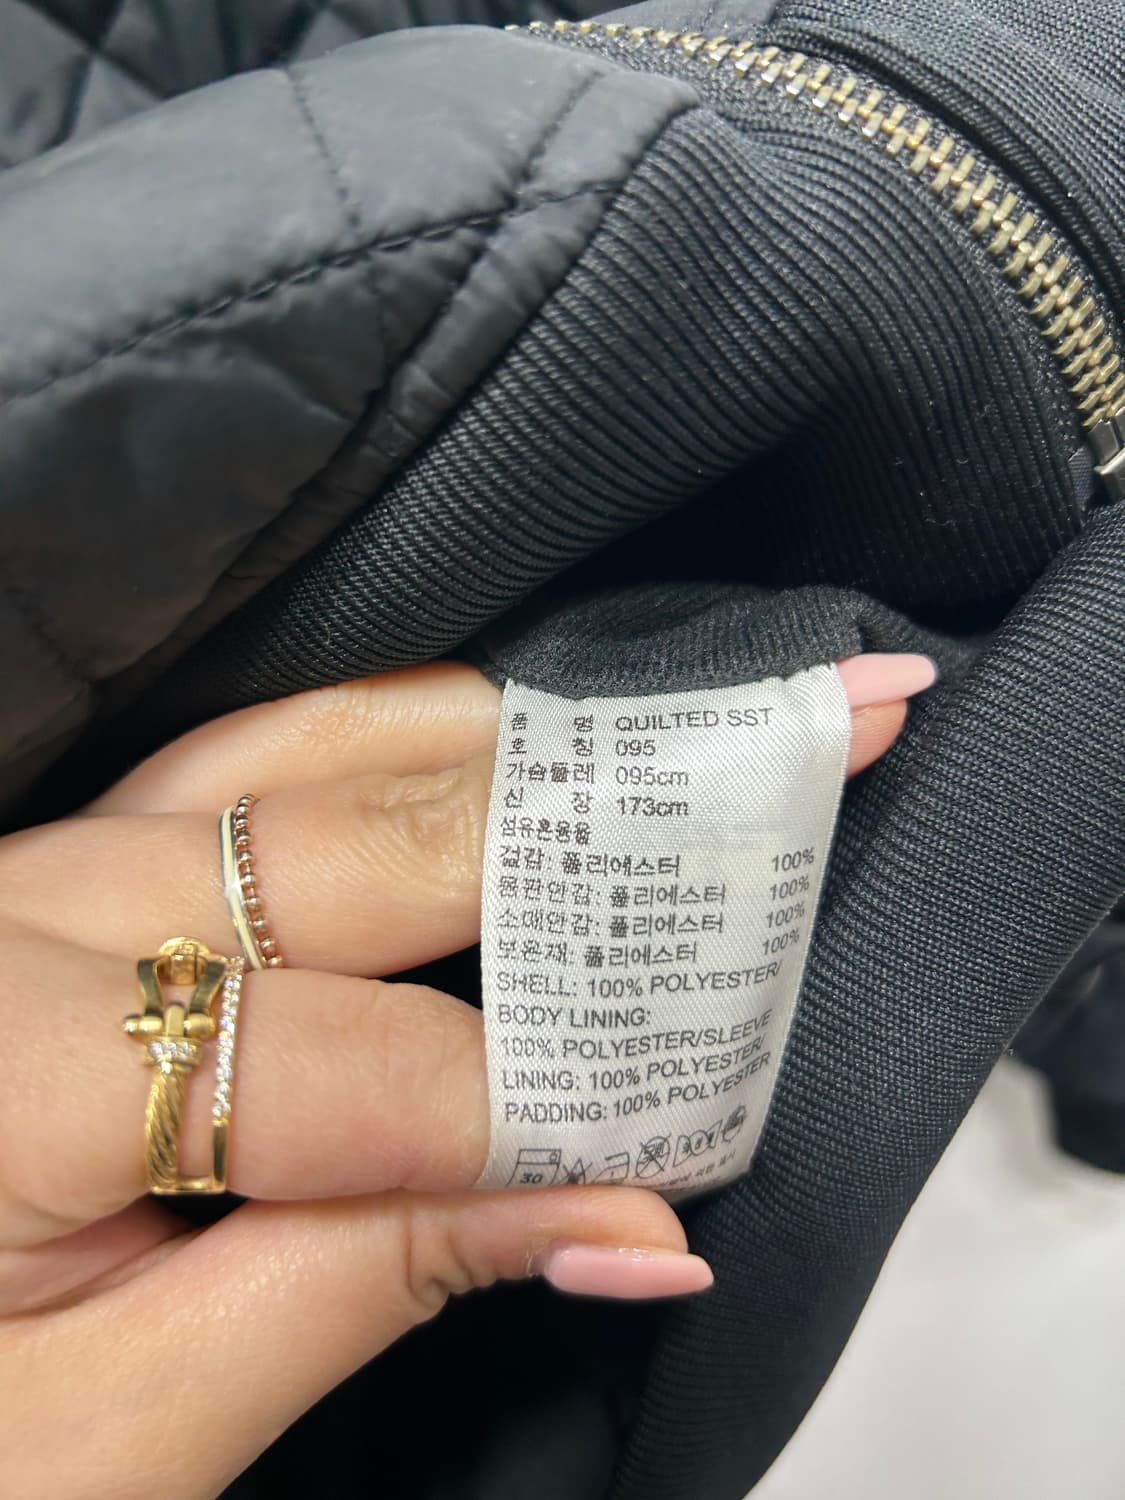 품 명 QUILTED SST
호 칭 095
가슴둘레 095cm
신 장 173cm
섬유혼용율
겉감: 폴리에스터 100%
몸판안감: 폴리에스터 100%
소매안감: 폴리에스터 100%
보온재: 폴리에스터 100%
SHELL: 100% POLYESTER/
BODY LINING:
100% POLYESTER/SLEEVE
LINING: 100% POLYESTER/
PADDING: 100% POLYESTER
30